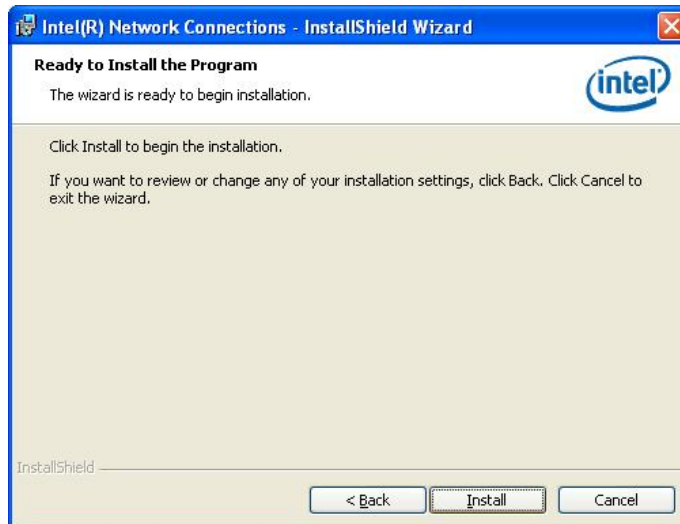 Intel(R) Network Connections - InstallShield Wizard
Ready to Install the Program
The wizard is ready to begin installation.
intel
Click Install to begin the installation.
If you want to review or change any of your installation settings, click Back. Click Cancel to
exit the wizard.
InstallShield
< Back
Install
Cancel